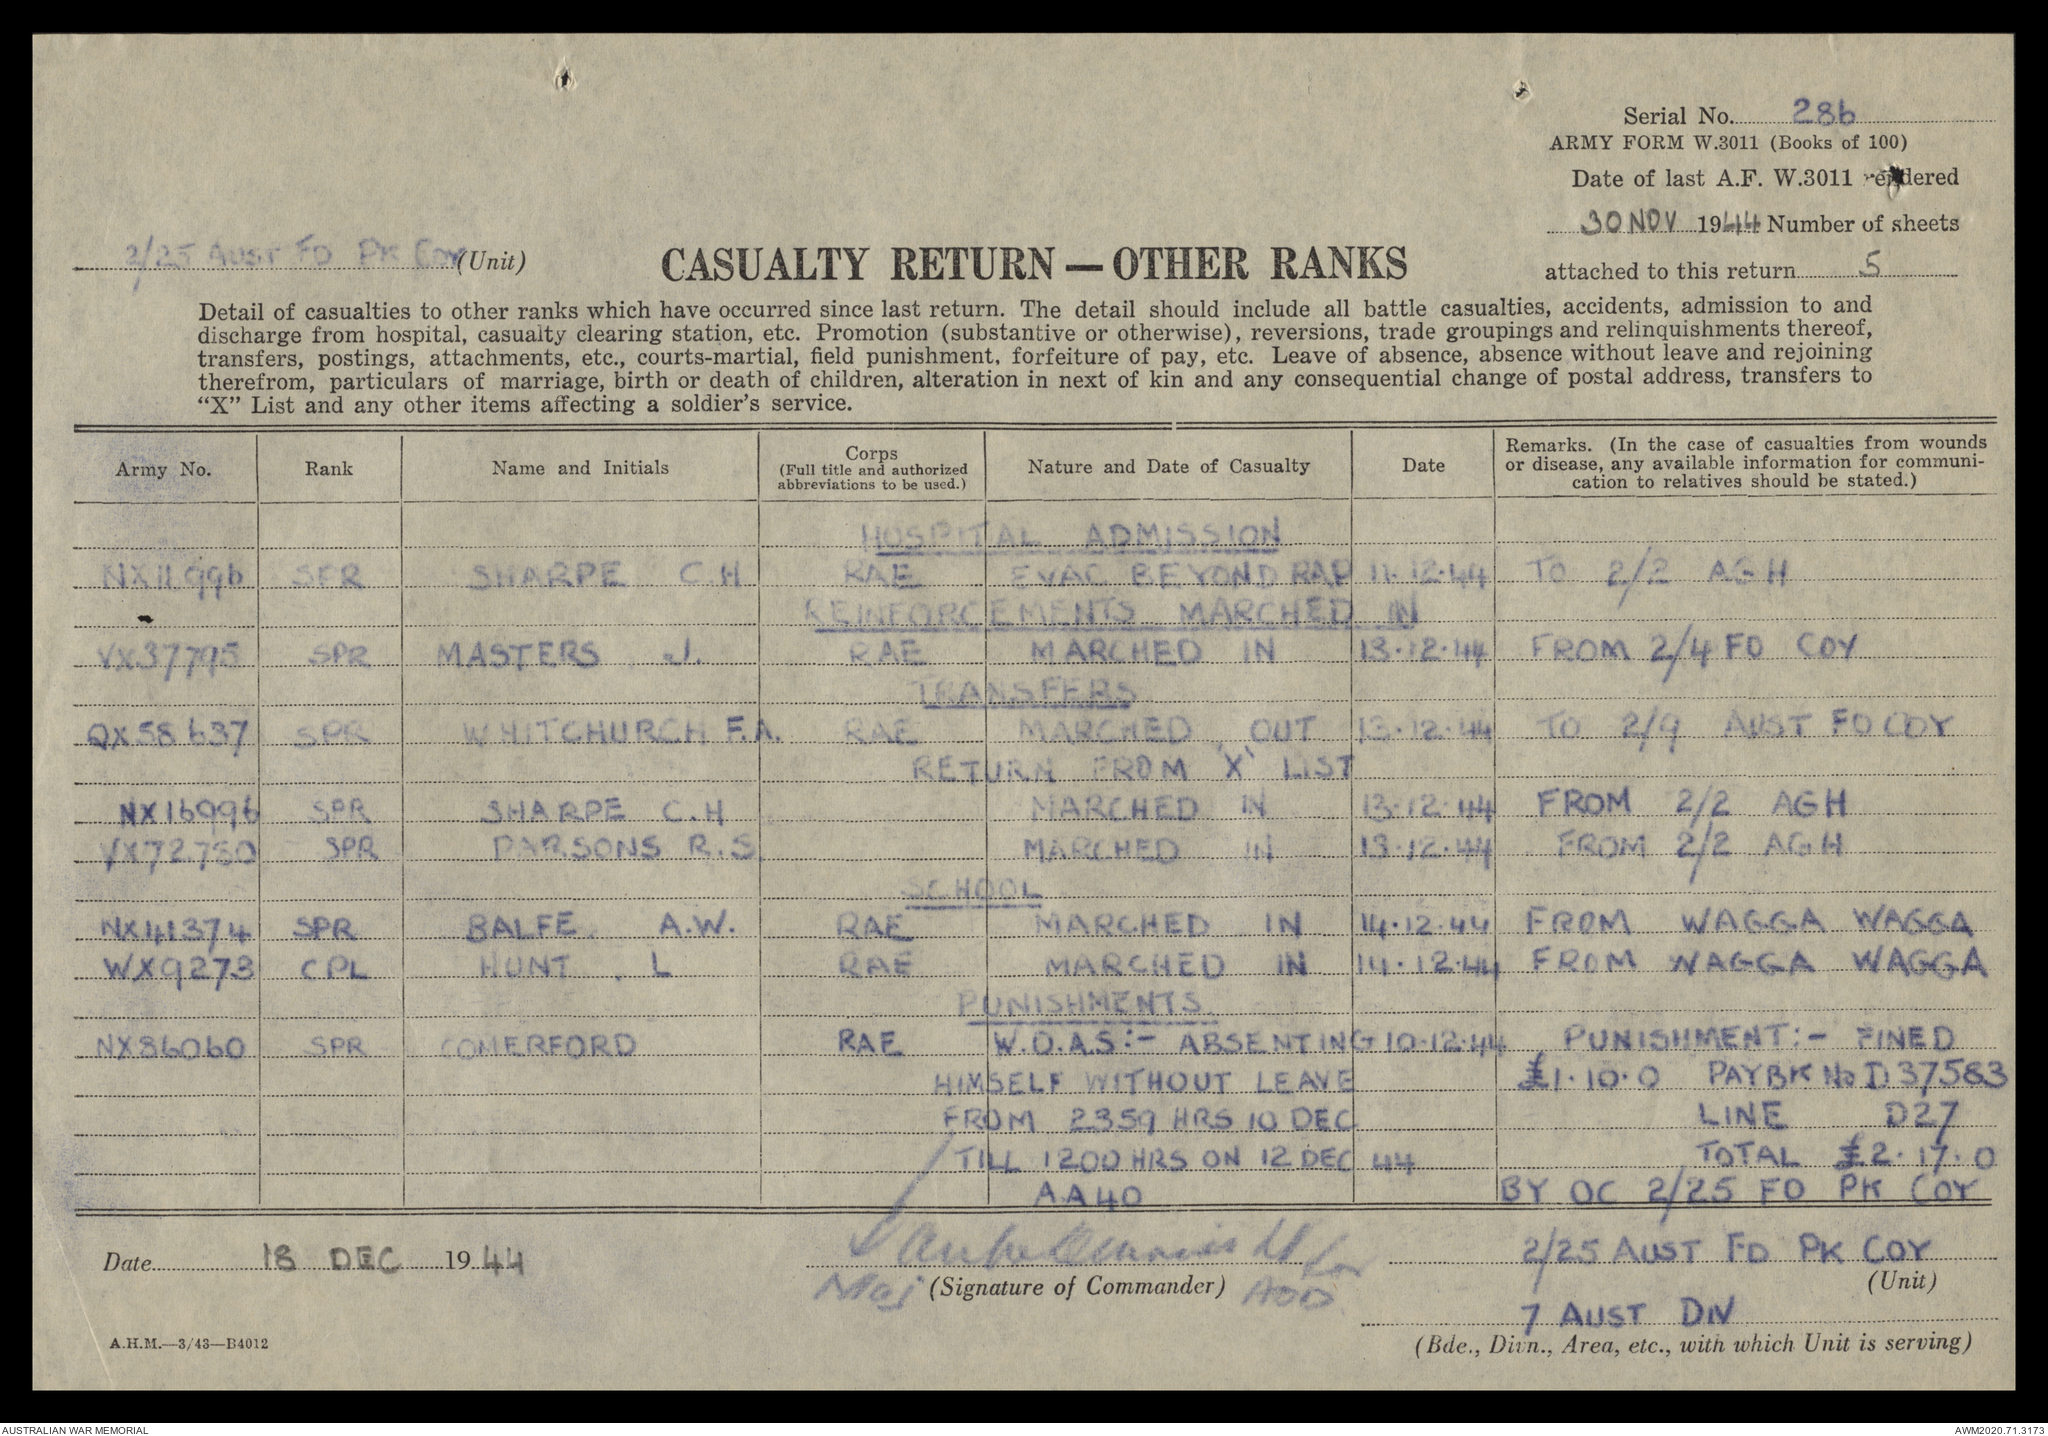 Serial No. 286
ARMY FORM W.3011 (Books of 100)
Date of last A.F. W.3011 rendered
30 NOV 1944 Number of sheets
attached to this return 5
2/25 AUST FD PK COY (Unit)
CASUALTY RETURN — OTHER RANKS
Detail of casualties to other ranks which have occurred since last return. The detail should include all battle casualties, accidents, admission to and
discharge from hospital, casualty clearing station, etc. Promotion (substantive or otherwise), reversions, trade groupings and relinquishments thereof,
transfers, postings, attachments, etc., courts-martial, field punishment, forfeiture of pay, etc. Leave of absence, absence without leave and rejoining
therefrom, particulars of marriage, birth or death of children, alteration in next of kin and any consequential change of postal address, transfers to
"X" List and any other items affecting a soldier's service.
Army No. Rank Name and Initials Corps (Full title and authorized abbreviations to be used.) Nature and Date of Casualty Date Remarks. (In the case of casualties from wounds or disease, any available information for communi-cation to relatives should be stated.)
HOSPITAL ADMISSION
SPR SHARPE C.H RAE EVAC BEYOND RAP 11.12.44 TO 2/2 AGH
REINFORCEMENTS MARCHED IN
VX37795 SPR MASTERS J. RAE MARCHED IN 13.12.44 FROM 2/4 FD COY
TRANSFERS
QX58637 SPR WHITCHURCH F.A. RAE MARCHED OUT 13.12.44 TO 2/9 AUST FD COY
RETURN FROM 'X' LIST
NX16996 SPR SHARPE C.H MARCHED IN 13.12.44 FROM 2/2 AGH
VX72780 SPR PARSONS R.S MARCHED IN 13.12.44 FROM 2/2 AGH
SCHOOL
NX41374 SPR BALFE A.W. RAE MARCHED IN 14.12.44 FROM WAGGA WAGGA
WX9273 CPL HUNT . L RAE MARCHED IN 14.12.44 FROM WAGGA WAGGA
PUNISHMENTS
NX86060 SPR COMERFORD RAE W.O.A.S:- ABSENTING 10.12.44 PUNISHMENT:- FINED
HIMSELF WITHOUT LEAVE £1.10.0 PAYBK No D37583
FROM 2359 HRS 10 DEC LINE D27
TILL 1200 HRS ON 12 DEC 44 TOTAL £2.17.0
AA40 BY OC 2/25 FD PK COY
Date 18 DEC 1944
Lt for
Maj (Signature of Commander)
2/25 AUST FD PK COY
(Unit)
7 AUST DIV
(Bde., Divn., Area, etc., with which Unit is serving)
A.H.M.—3/43—B4012
AUSTRALIAN WAR MEMORIAL
AWM2020.71.3173